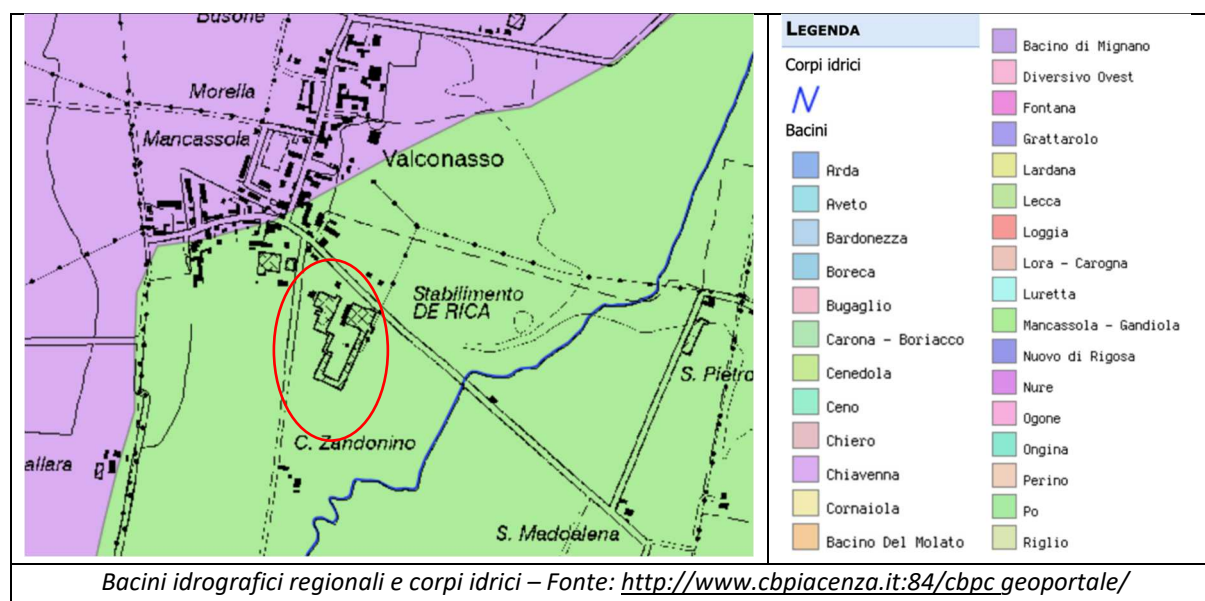 Busone
Morella
Mancassola
Valconasso
Stabilimento
DE RICA
S. Pietro
C. Zandonino
allara
S. Maddalena
LEGENDA
Corpi idrici
Bacini
Arda
Aveto
Bardonezza
Boreca
Bugaglio
Carona - Boriacco
Cenedola
Ceno
Chiero
Chiavenna
Cornaiola
Bacino Del Molato
Bacino di Mignano
Diversivo Ovest
Fontana
Grattarolo
Lardana
Lecca
Loggia
Lora - Carogna
Luretta
Mancassola - Gandiola
Nuovo di Rigosa
Nure
Ogone
Ongina
Perino
Po
Riglio
Bacini idrografici regionali e corpi idrici – Fonte: http://www.cbpiacenza.it:84/cbpc geoportale/